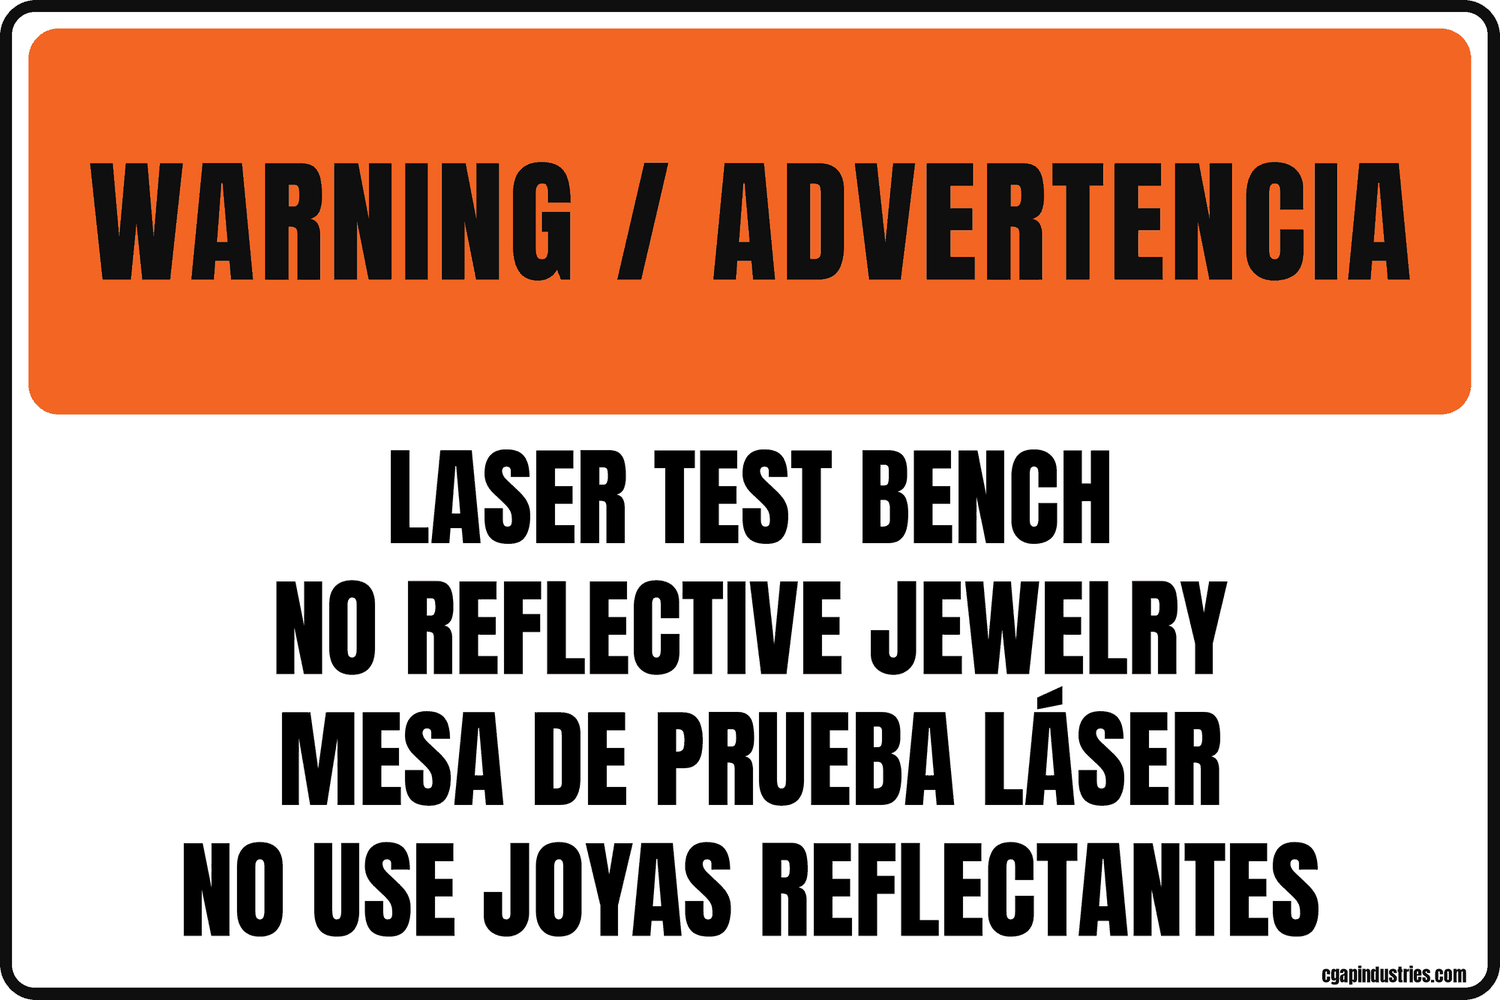 WARNING / ADVERTENCIA
LASER TEST BENCH
NO REFLECTIVE JEWELRY
MESA DE PRUEBA LÁSER
NO USE JOYAS REFLECTANTES
cgapindustries.com